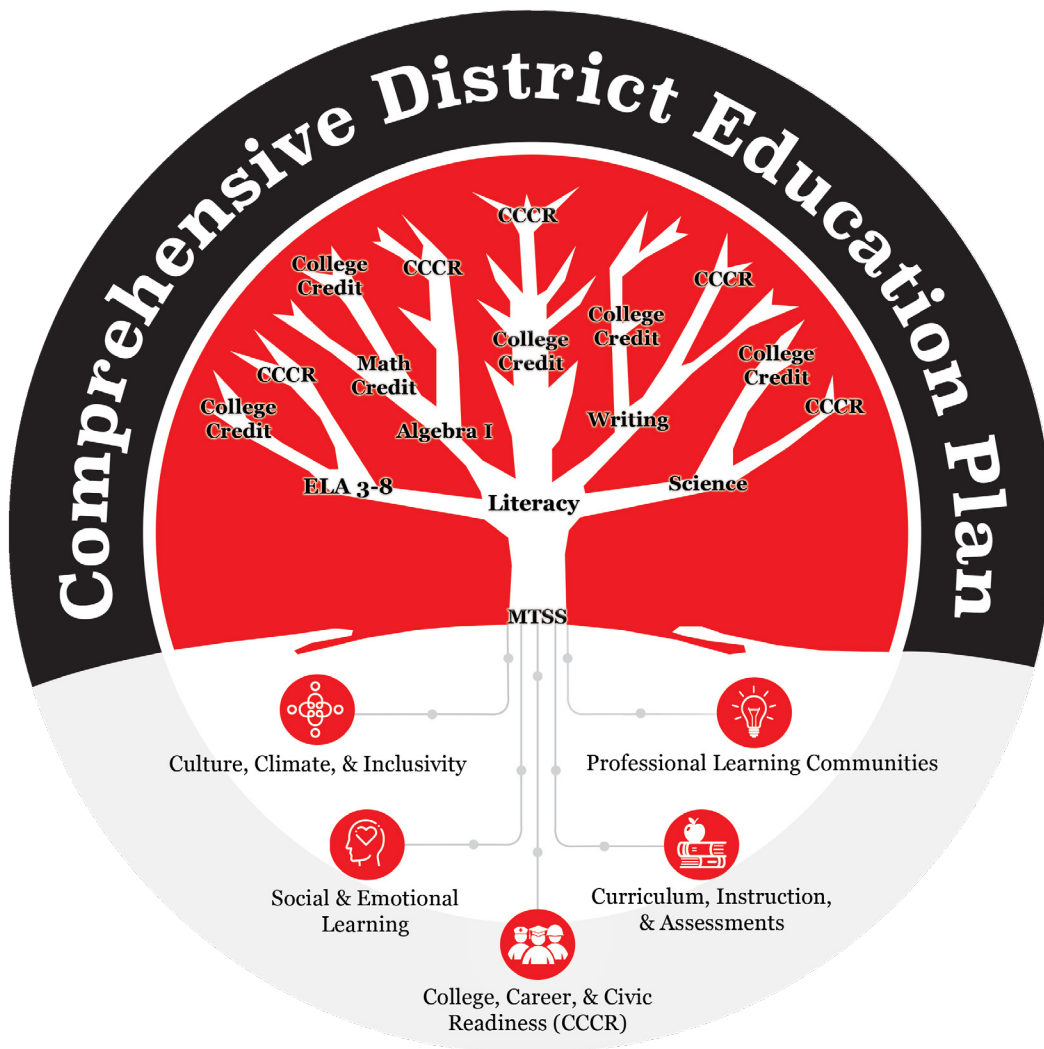 Comprehensive District Education Plan
CCCR
College
Credit
CCCR
CCCR
College
Credit
College
Credit
CCCR
Math
Credit
College
Credit
College
Credit
College
Credit
CCCR
Algebra I
Writing
ELA 3-8
Literacy
Science
MTSS
Culture, Climate, & Inclusivity
Professional Learning Communities
Social & Emotional
Learning
Curriculum, Instruction,
& Assessments
College, Career, & Civic
Readiness (CCCR)